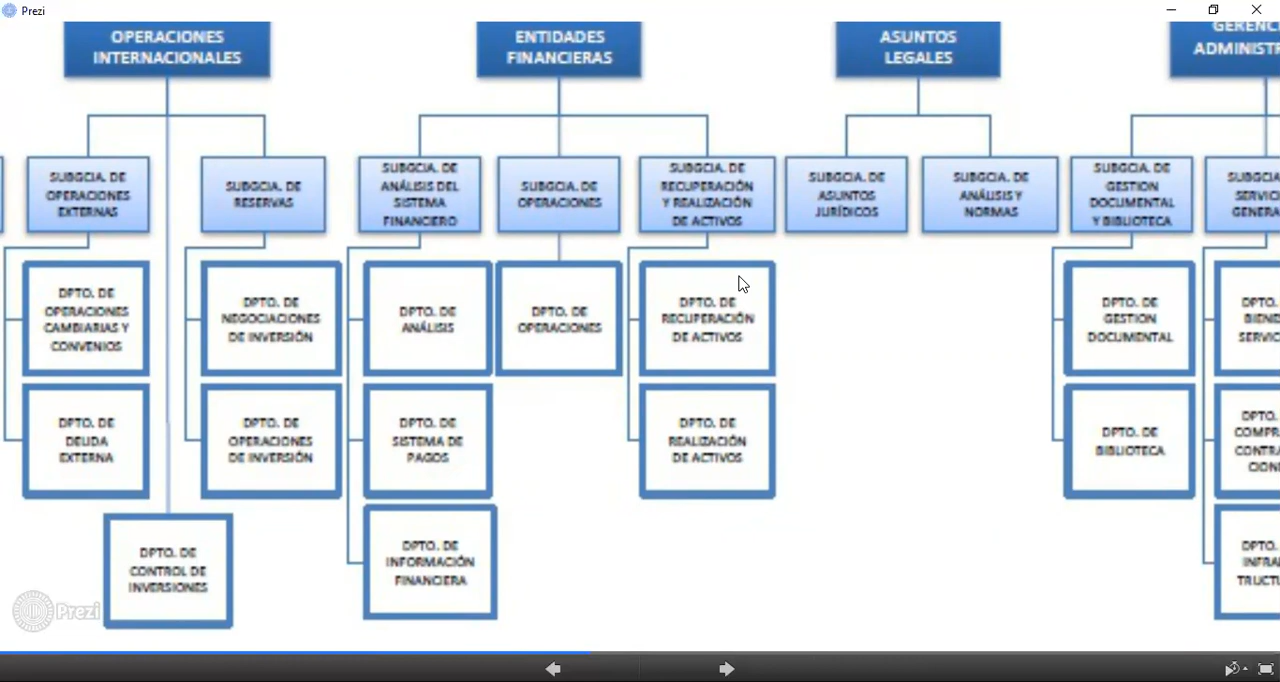 Prezi
OPERACIONES
INTERNACIONALES
ENTIDADES
FINANCIERAS
ASUNTOS
LEGALES
SUBGCIA. DE
OPERACIONES
EXTERNAS
SUBGCIA. DE
RESERVAS
SUBGCIA. DE
ANÁLISIS DEL
SISTEMA
FINANCIERO
SUBGCIA. DE
OPERACIONES
SUBGCIA. DE
RECUPERACIÓN
Y REALIZACIÓN
DE ACTIVOS
SUBGCIA. DE
ASUNTOS
JURÍDICOS
SUBGCIA. DE
ANÁLISIS Y
NORMAS
SUBGCIA. DE
GESTION
DOCUMENTAL
Y BIBLIOTECA
DPTO. DE
OPERACIONES
CAMBIARIAS Y
CONVENIOS
DPTO. DE
NEGOCIACIONES
DE INVERSIÓN
DPTO. DE
ANÁLISIS
DPTO. DE
OPERACIONES
DPTO. DE
RECUPERACIÓN
DE ACTIVOS
DPTO. DE
GESTION
DOCUMENTAL
DPTO.
DPTO. DE
DEUDA
EXTERNA
DPTO. DE
OPERACIONES
DE INVERSIÓN
DPTO. DE
SISTEMA DE
PAGOS
DPTO. DE
REALIZACIÓN
DE ACTIVOS
DPTO. DE
BIBLIOTECA
DPTO.
DPTO. DE
CONTROL DE
INVERSIONES
DPTO. DE
INFORMACIÓN
FINANCIERA
DPTO.
Prezi